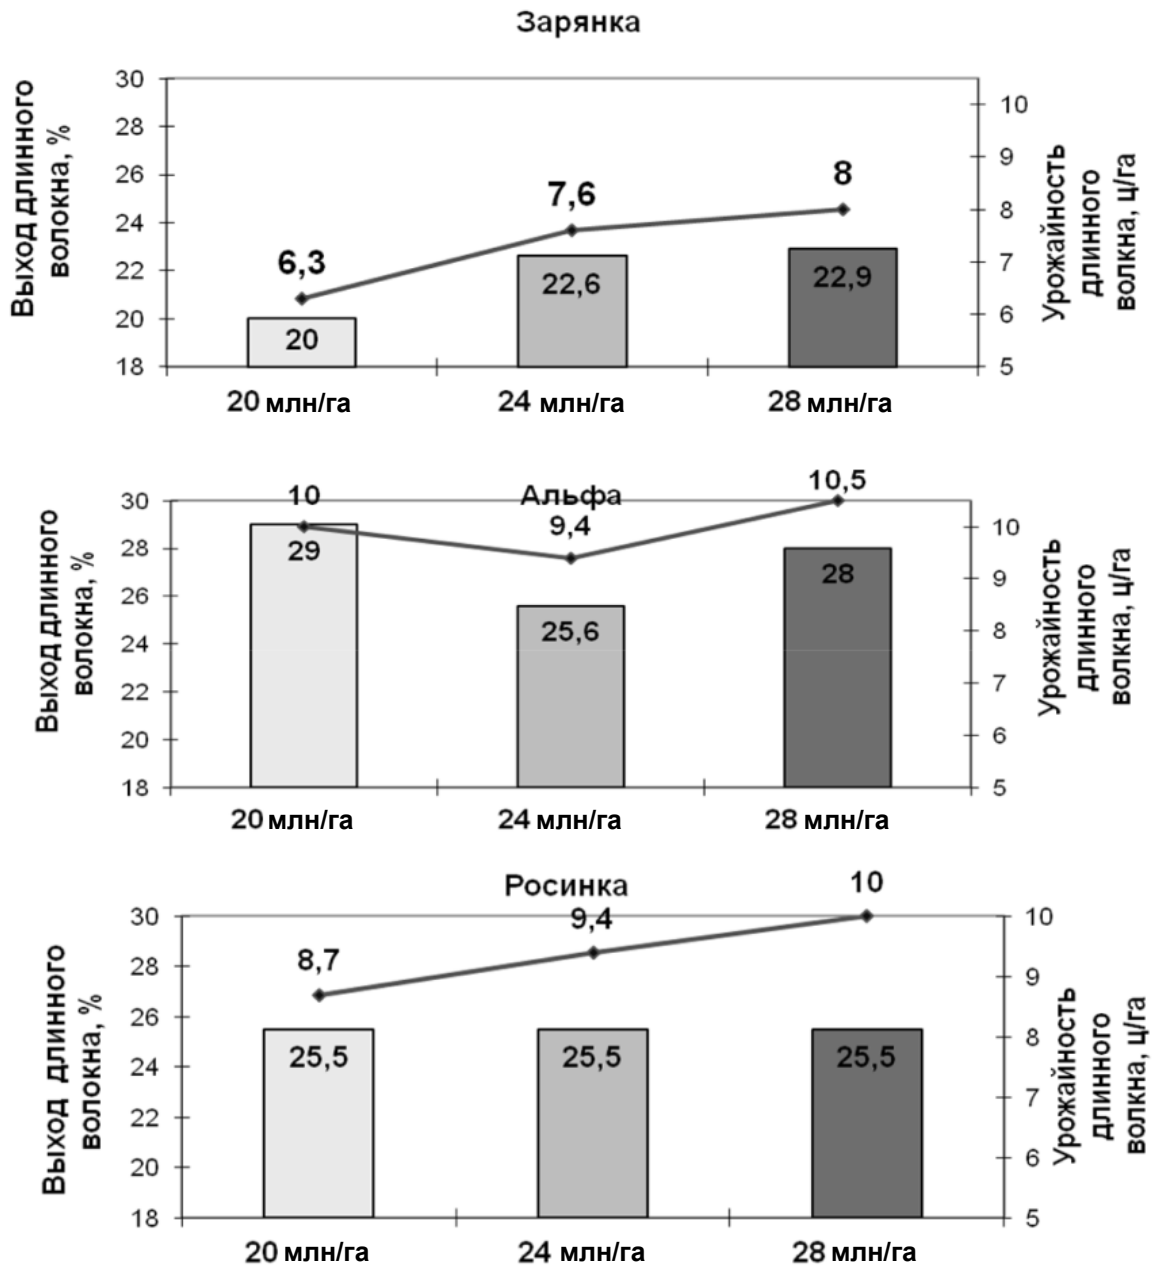 Зарянка
Выход длинного
волокна, %
30
28
26
24
22
20
18
6,3
7,6
8
20
22,6
22,9
10
9
8
7
6
5
Урожайность
длинного
волкна, ц/га
20 млн/га
24 млн/га
28 млн/га
Альфа
Выход длинного
волокна, %
30
28
26
24
22
20
18
10
9,4
10,5
29
25,6
28
10
9
8
7
6
5
Урожайность
длинного
волкна, ц/га
20 млн/га
24 млн/га
28 млн/га
Росинка
Выход длинного
волокна, %
30
28
26
24
22
20
18
8,7
9,4
10
25,5
25,5
25,5
10
9
8
7
6
5
Урожайность
длинного
волкна, ц/га
20 млн/га
24 млн/га
28 млн/га